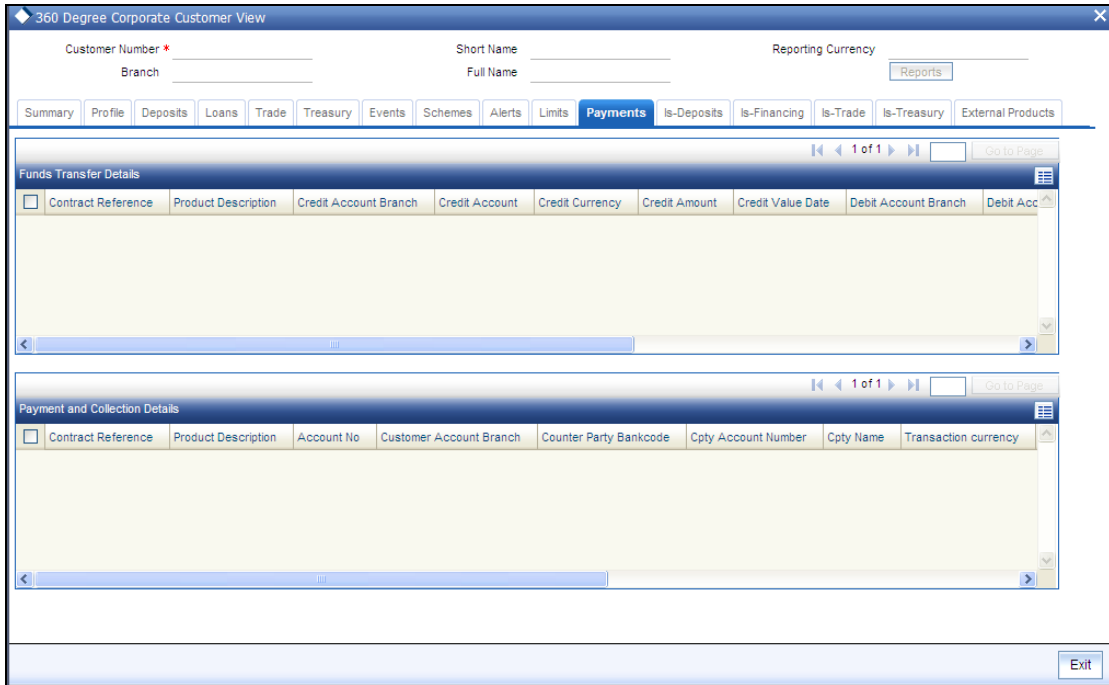 360 Degree Corporate Customer View
Customer Number * Short Name Reporting Currency
Branch Full Name Reports
Summary Profile Deposits Loans Trade Treasury Events Schemes Alerts Limits Payments Is-Deposits Is-Financing Is-Trade Is-Treasury External Products
1 of 1 Go to Page
Funds Transfer Details
Contract Reference Product Description Credit Account Branch Credit Account Credit Currency Credit Amount Credit Value Date Debit Account Branch Debit Acc
1 of 1 Go to Page
Payment and Collection Details
Contract Reference Product Description Account No Customer Account Branch Counter Party Bankcode Cpty Account Number Cpty Name Transaction currency
Exit